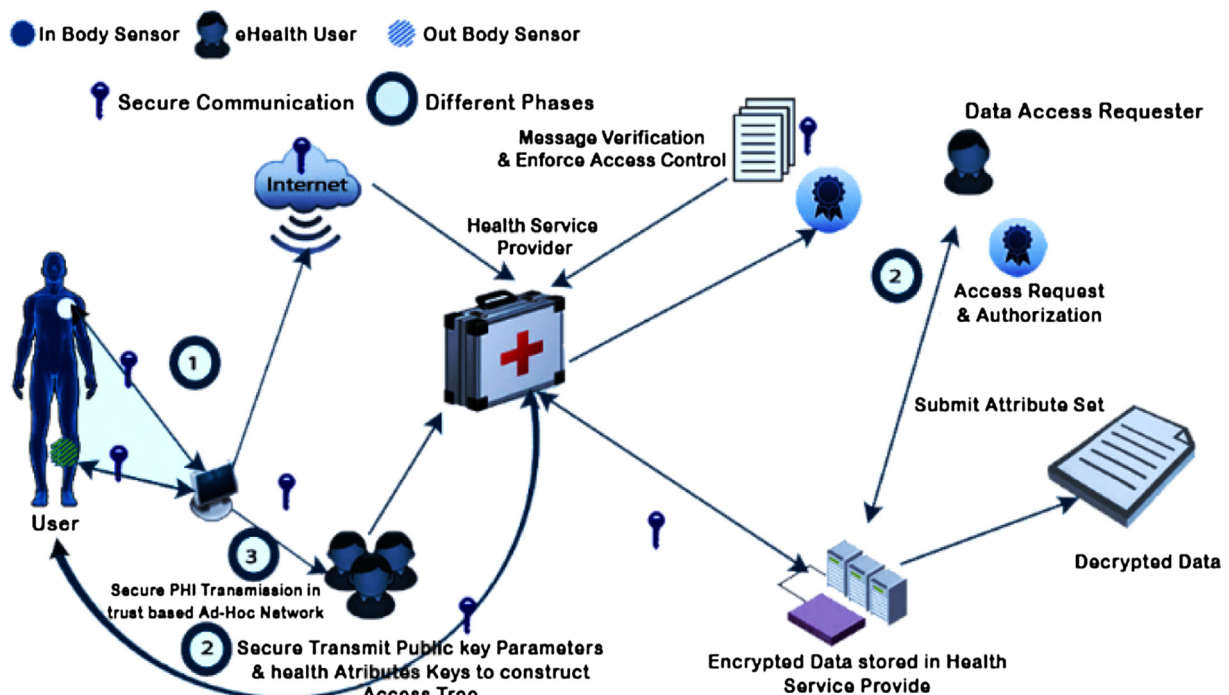 In Body Sensor
eHealth User
Out Body Sensor
Secure Communication
Different Phases
Message Verification
& Enforce Access Control
Data Access Requester
Internet
Health Service
Provider
2
Access Request
& Authorization
1
Submit Attribute Set
User
3
Secure PHI Transmission in
trust based Ad-Hoc Network
Decrypted Data
2
Secure Transmit Public key Parameters
& health Atributes Keys to construct
Access Tree
Encrypted Data stored in Health
Service Provide